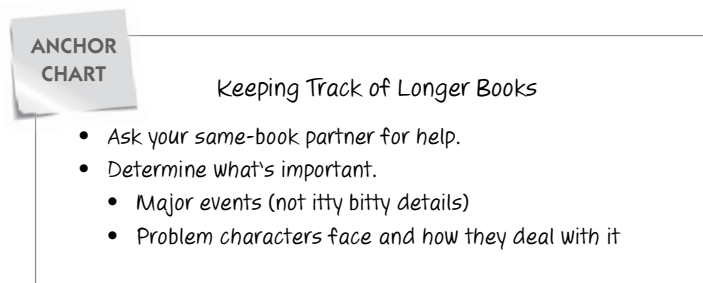 ANCHOR
CHART
Keeping Track of Longer Books
• Ask your same-book partner for help.
• Determine what's important.
• Major events (not itty bitty details)
• Problem characters face and how they deal with it